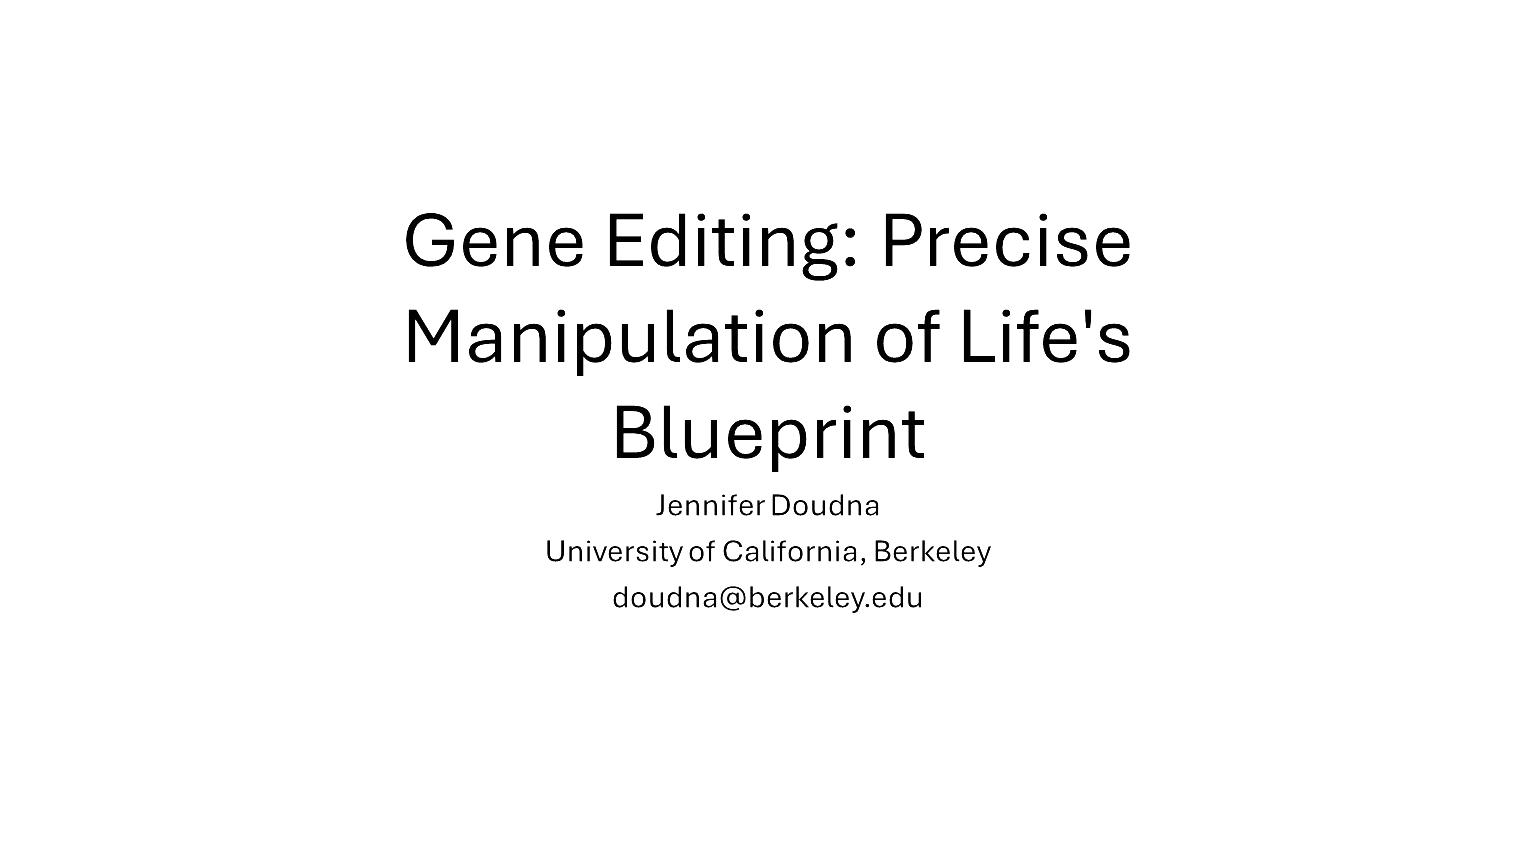 Gene Editing: Precise
Manipulation of Life's
Blueprint
Jennifer Doudna
University of California, Berkeley
doudna@berkeley.edu